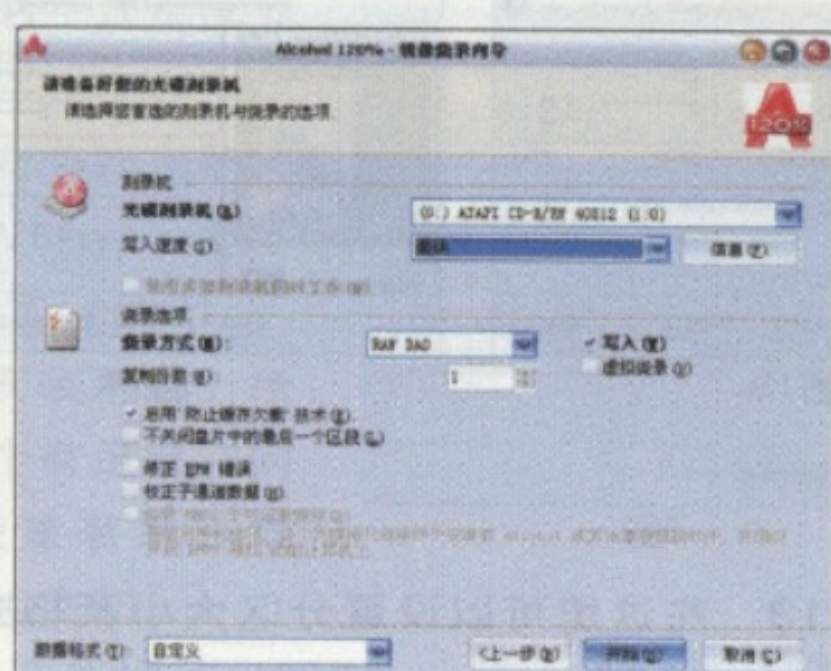 Alcohol 120% - 镜像烧录向导
请准备好您的光碟刻录机
请选择您首选的刻录机与烧录的选项.
120%
刻录机
光碟刻录机
(G:) ATAPI CD-R/RW 40X12 (1:0)
写入速度
最快
信息
烧录选项
烧录方式
RAW DAO
写入
复制份数
1
虚拟烧录
启用"防止缓存欠载"技术
不关闭盘片中的最后一个区段
修正 EFM 错误
校正子通道数据
数据格式
自定义
<上一步
开始
取消